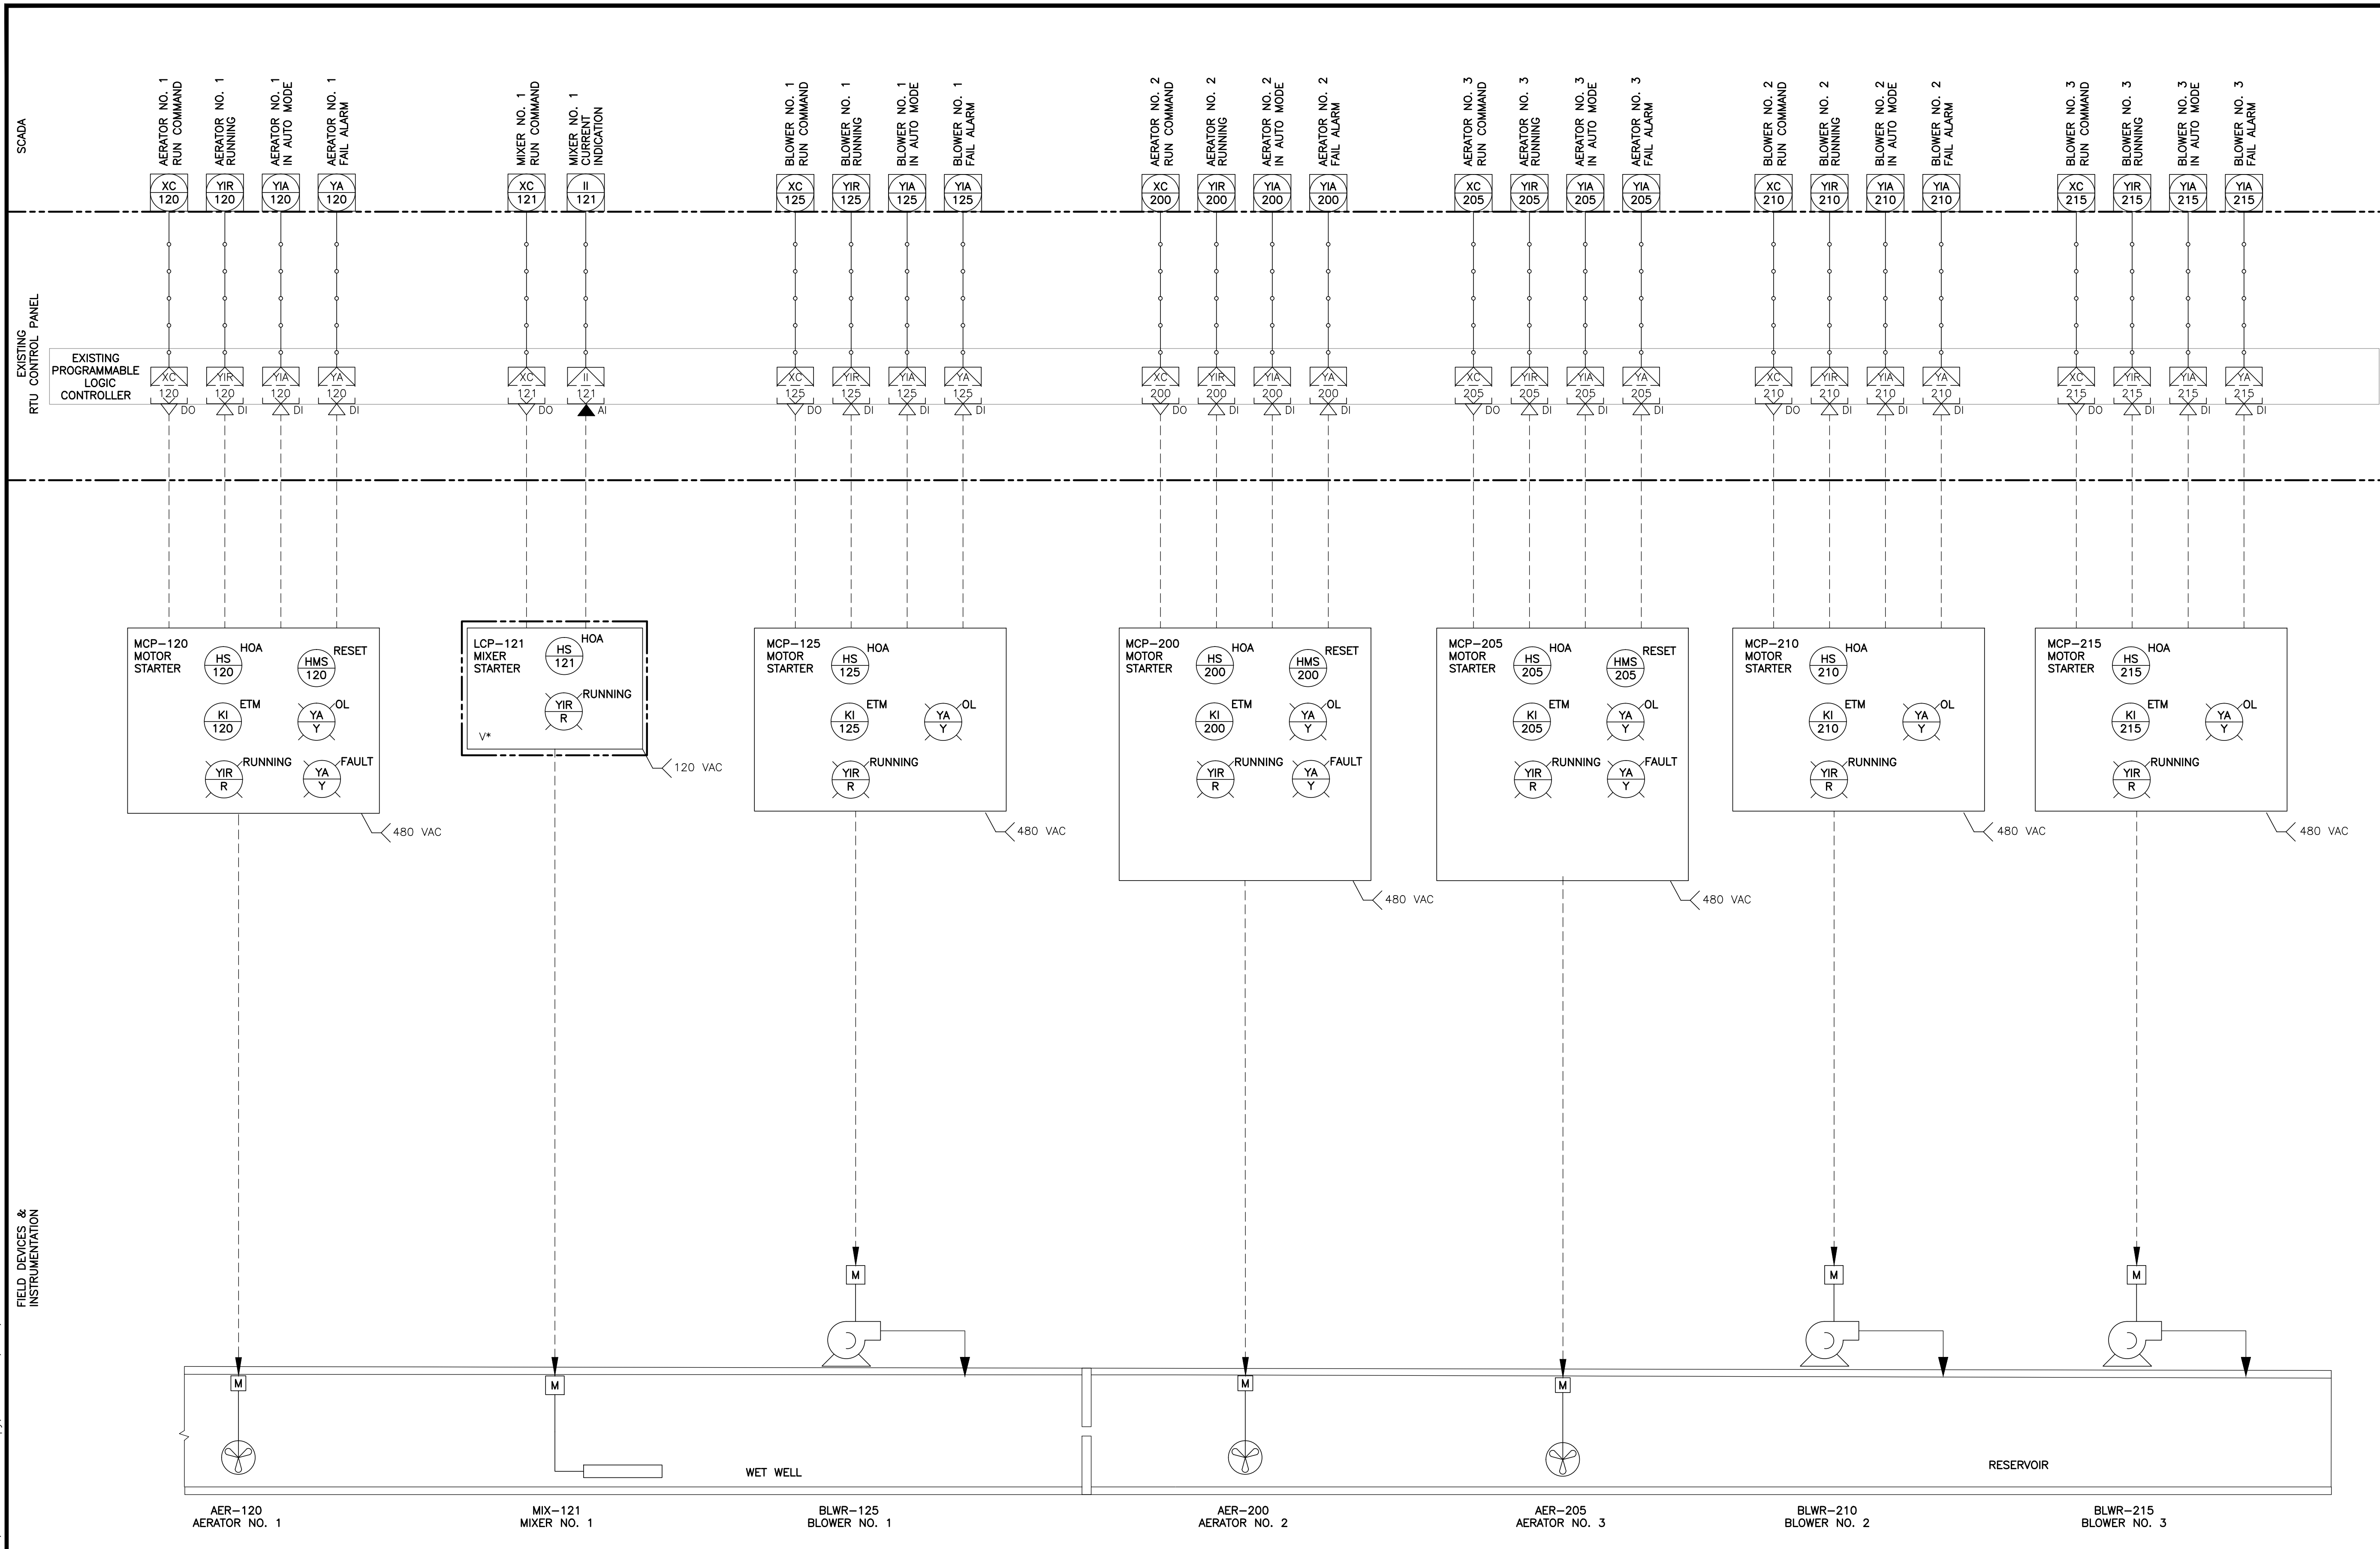 SCADA
AERATOR NO. 1
RUN COMMAND
AERATOR NO. 1
RUNNING
AERATOR NO. 1
IN AUTO MODE
AERATOR NO. 1
FAIL ALARM
MIXER NO. 1
RUN COMMAND
MIXER NO. 1
CURRENT
INDICATION
BLOWER NO. 1
RUN COMMAND
BLOWER NO. 1
RUNNING
BLOWER NO. 1
IN AUTO MODE
BLOWER NO. 1
FAIL ALARM
AERATOR NO. 2
RUN COMMAND
AERATOR NO. 2
RUNNING
AERATOR NO. 2
IN AUTO MODE
AERATOR NO. 2
FAIL ALARM
AERATOR NO. 3
RUN COMMAND
AERATOR NO. 3
RUNNING
AERATOR NO. 3
IN AUTO MODE
AERATOR NO. 3
FAIL ALARM
BLOWER NO. 2
RUN COMMAND
BLOWER NO. 2
RUNNING
BLOWER NO. 2
IN AUTO MODE
BLOWER NO. 2
FAIL ALARM
BLOWER NO. 3
RUN COMMAND
BLOWER NO. 3
RUNNING
BLOWER NO. 3
IN AUTO MODE
BLOWER NO. 3
FAIL ALARM
XC YIR YIA YA XC II XC YIR YIA YIA XC YIR YIA YIA XC YIR YIA YIA XC YIR YIA YIA XC YIR YIA YIA
120 120 120 120 121 121 125 125 125 125 200 200 200 200 205 205 205 205 210 210 210 210 215 215 215 215
EXISTING
RTU CONTROL PANEL
EXISTING
PROGRAMMABLE
LOGIC
CONTROLLER
XC YIR YIA YA XC II XC YIR YIA YA XC YIR YIA YA XC YIR YIA YA XC YIR YIA YA XC YIR YIA YA
120 120 120 120 121 121 125 125 125 125 200 200 200 200 205 205 205 205 210 210 210 210 215 215 215 215
DO DI DI DI DO AI DO DI DI DI DO DI DI DI DO DI DI DI DO DI DI DI DO DI DI DI
MCP-120
MOTOR
STARTER
HS
120
HOA
HMS
120
RESET
KI
120
ETM
YA
Y
OL
YIR
R
RUNNING
YA
Y
FAULT
480 VAC
LCP-121
MIXER
STARTER
HS
121
HOA
YIR
R
RUNNING
V*
120 VAC
MCP-125
MOTOR
STARTER
HS
125
HOA
KI
125
ETM
YA
Y
OL
YIR
R
RUNNING
480 VAC
MCP-200
MOTOR
STARTER
HS
200
HOA
HMS
200
RESET
KI
200
ETM
YA
Y
OL
YIR
R
RUNNING
YA
Y
FAULT
480 VAC
MCP-205
MOTOR
STARTER
HS
205
HOA
HMS
205
RESET
KI
205
ETM
YA
Y
OL
YIR
R
RUNNING
YA
Y
FAULT
480 VAC
MCP-210
MOTOR
STARTER
HS
210
HOA
KI
210
ETM
YA
Y
OL
YIR
R
RUNNING
480 VAC
MCP-215
MOTOR
STARTER
HS
215
HOA
KI
215
ETM
YA
Y
OL
YIR
R
RUNNING
480 VAC
FIELD DEVICES &
INSTRUMENTATION
M M M
M M M M
WET WELL
RESERVOIR
AER-120
AERATOR NO. 1
MIX-121
MIXER NO. 1
BLWR-125
BLOWER NO. 1
AER-200
AERATOR NO. 2
AER-205
AERATOR NO. 3
BLWR-210
BLOWER NO. 2
BLWR-215
BLOWER NO. 3